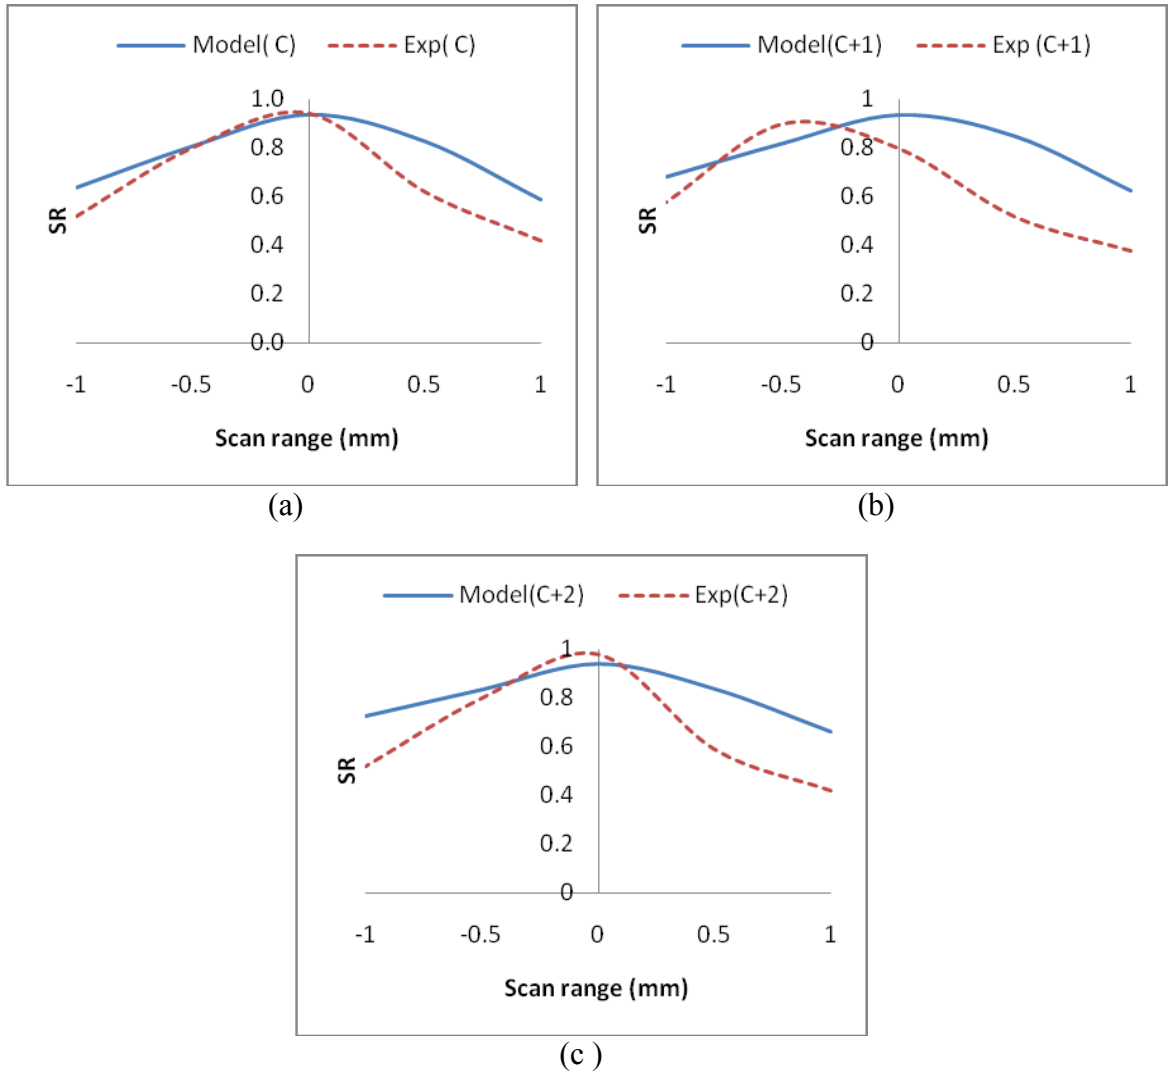 Model( C) Exp( C)
1.0
0.8
0.6
0.4
0.2
0.0
SR
-1 -0.5 0 0.5 1
Scan range (mm)
(a)
Model(C+1) Exp (C+1)
1
0.8
0.6
0.4
0.2
0
SR
-1 -0.5 0 0.5 1
Scan range (mm)
(b)
Model(C+2) Exp(C+2)
1
0.8
0.6
0.4
0.2
0
SR
-1 -0.5 0 0.5 1
Scan range (mm)
(c )